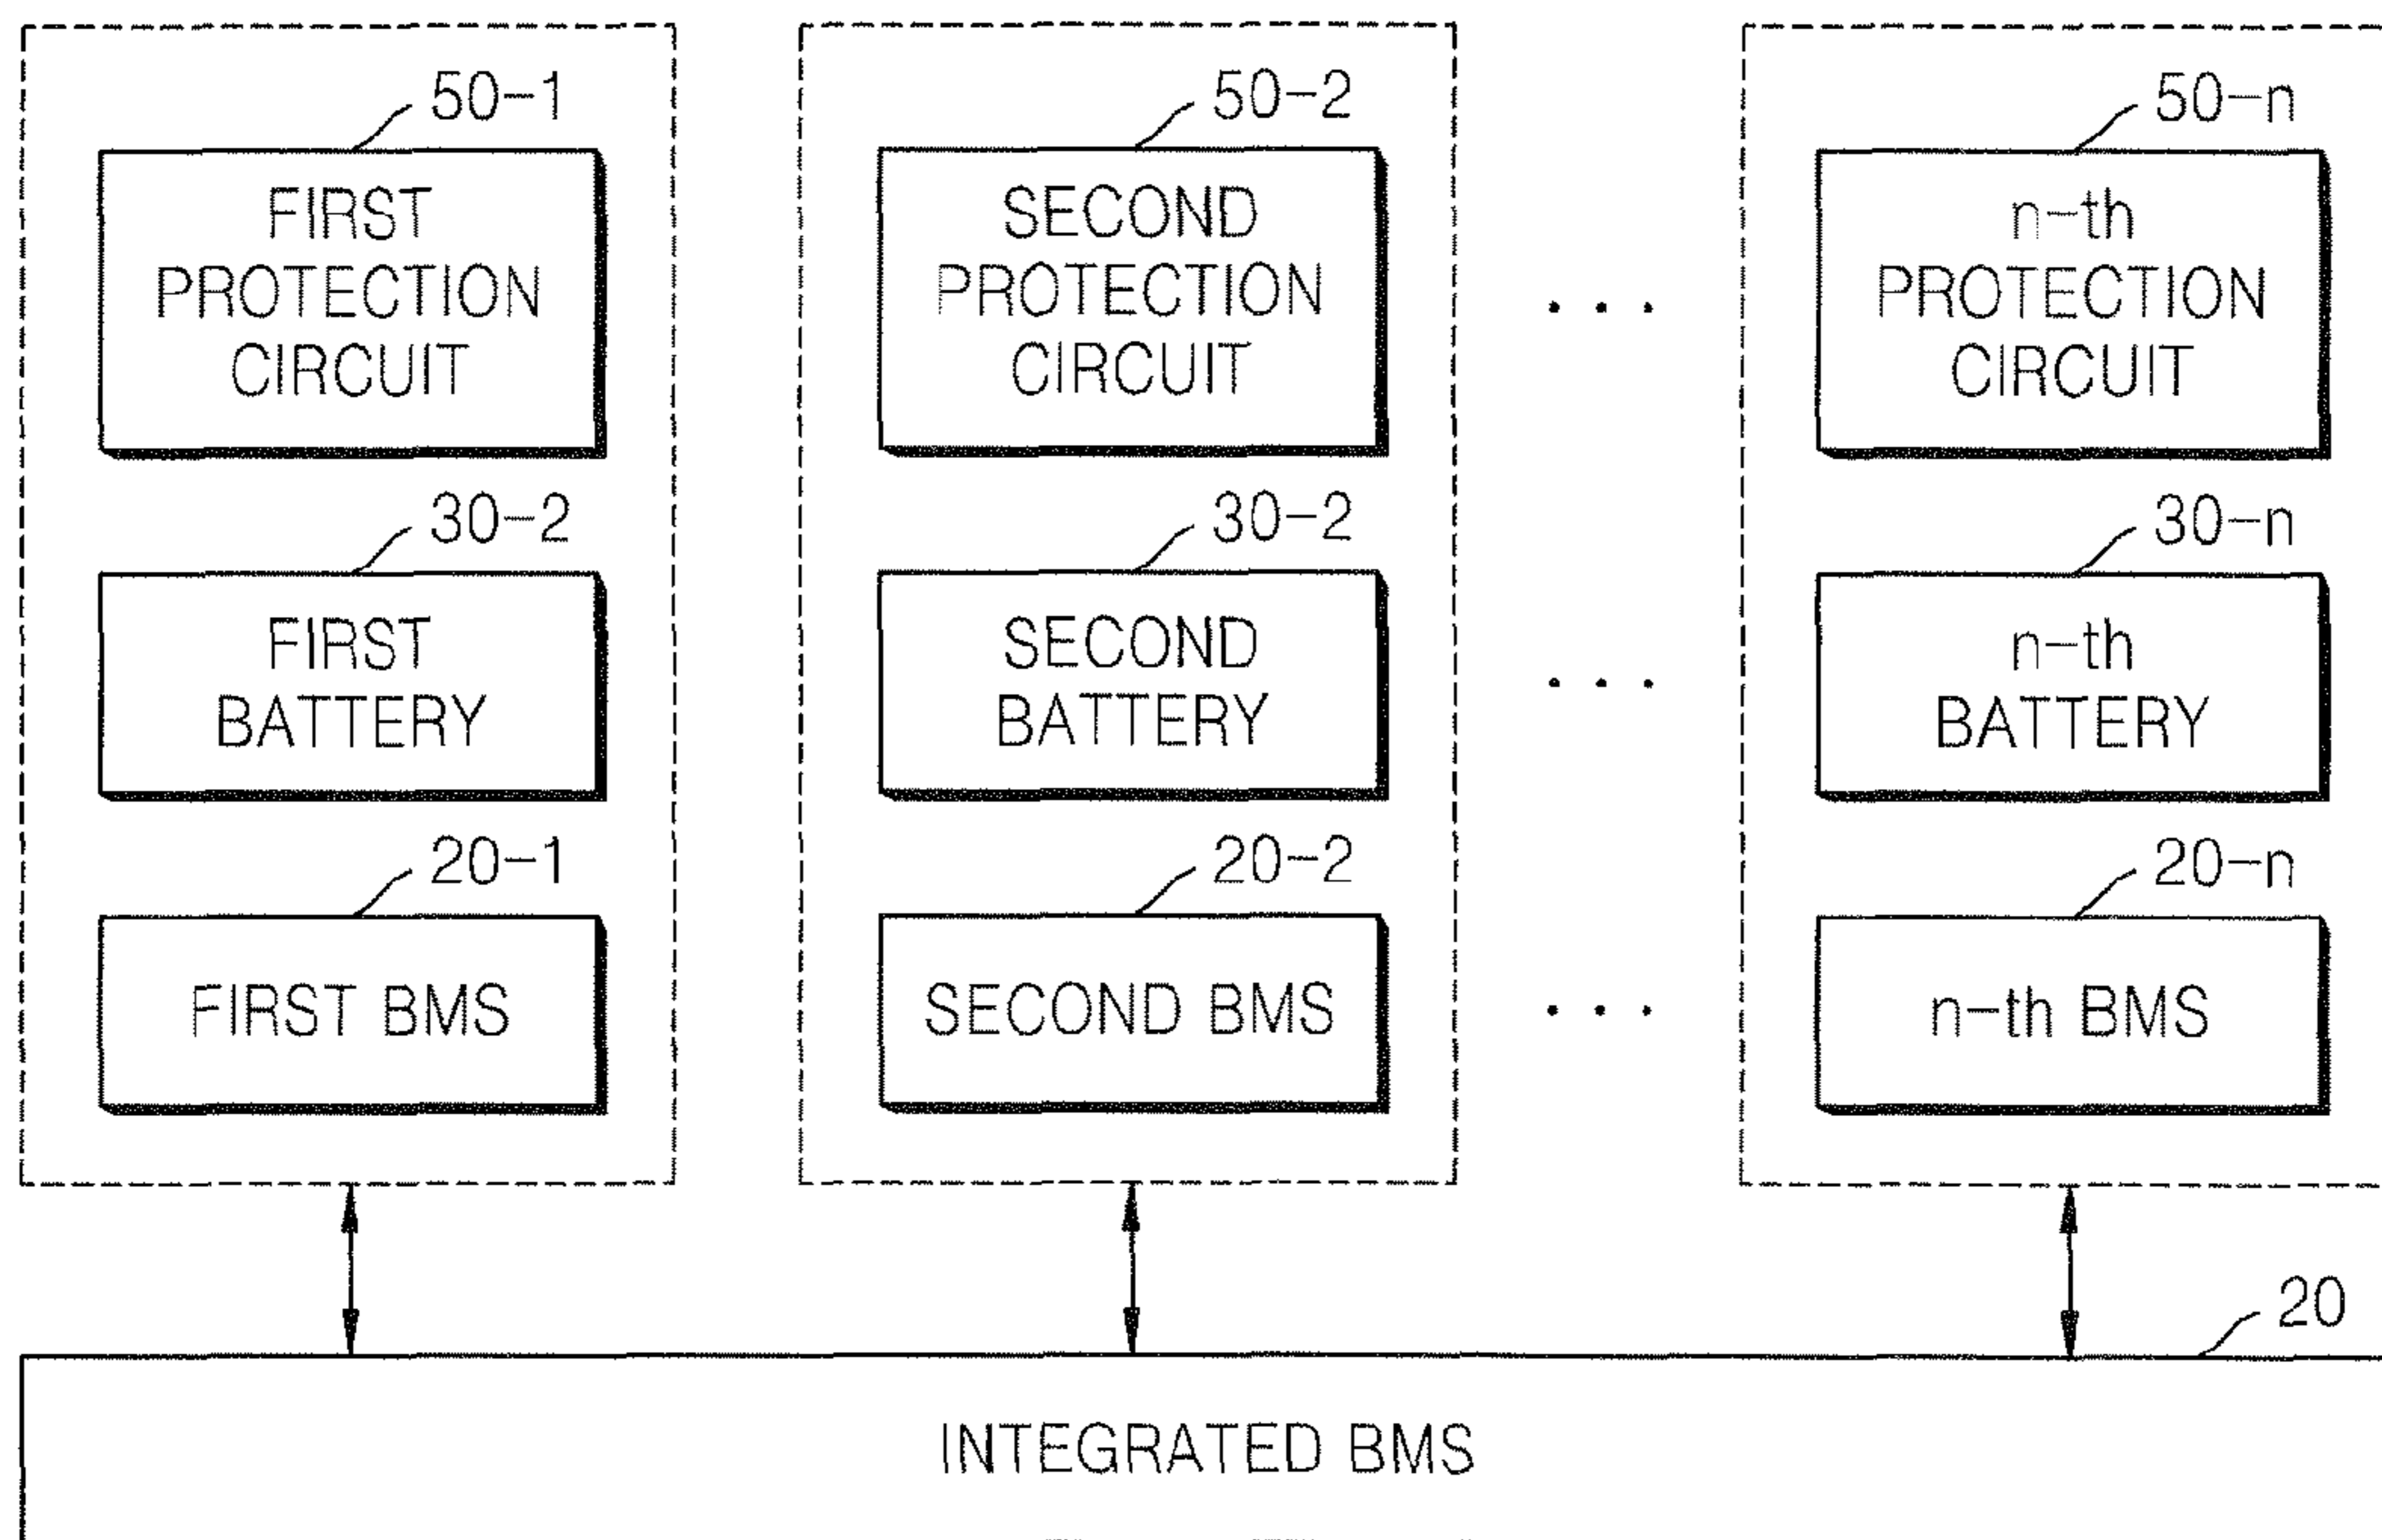 50-1
FIRST
PROTECTION
CIRCUIT
30-2
FIRST
BATTERY
20-1
FIRST BMS
50-2
SECOND
PROTECTION
CIRCUIT
30-2
SECOND
BATTERY
20-2
SECOND BMS
. . .
. . .
. . .
50-n
n-th
PROTECTION
CIRCUIT
30-n
n-th
BATTERY
20-n
n-th BMS
20
INTEGRATED BMS